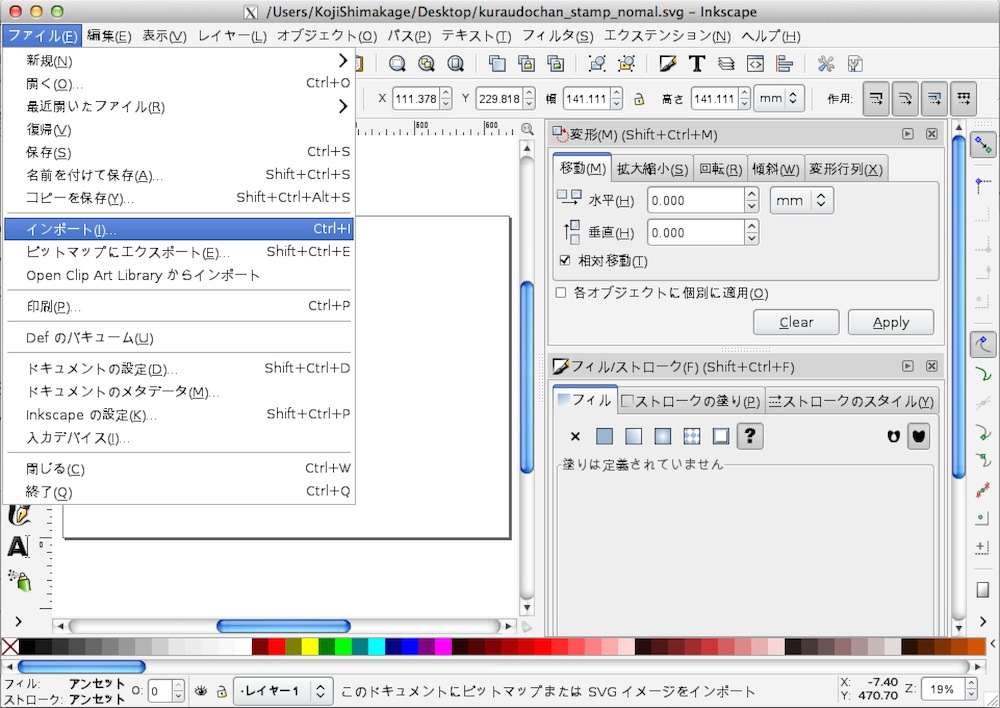 /Users/KojiShimakage/Desktop/kuraudochan_stamp_nomal.svg - Inkscape
ファイル(F) 編集(E) 表示(V) レイヤー(L) オブジェクト(O) パス(P) テキスト(T) フィルタ(S) エクステンション(N) ヘルプ(H)
新規(N)
開く(O)... Ctrl+O
最近開いたファイル(R)
復帰(V)
保存(S) Ctrl+S
名前を付けて保存(A)... Shift+Ctrl+S
コピーを保存(Y)... Shift+Ctrl+Alt+S
インポート(I)... Ctrl+I
ビットマップにエクスポート(E)... Shift+Ctrl+E
Open Clip Art Library からインポート
印刷(P)... Ctrl+P
Def のバキューム(U)
ドキュメントの設定(D)... Shift+Ctrl+D
ドキュメントのメタデータ(M)...
Inkscape の設定(K)... Shift+Ctrl+P
入力デバイス(I)...
閉じる(C) Ctrl+W
終了(Q) Ctrl+Q
X 111.378 Y 229.818 幅 141.111 高さ 141.111 mm 作用:
600 600
変形(M) (Shift+Ctrl+M)
移動(M) 拡大縮小(S) 回転(R) 傾斜(W) 変形行列(X)
水平(H) 0.000 mm
垂直(H) 0.000
相対移動(T)
各オブジェクトに個別に適用(O)
Clear Apply
フィル/ストローク(F) (Shift+Ctrl+F)
フィル ストロークの塗り(P) ストロークのスタイル(Y)
?
塗りは定義されていません
0
フィル: アンセット O: 0 ·レイヤー1 このドキュメントにビットマップまたは SVG イメージをインポート X: -7.40 Z: 19%
ストローク: アンセット Y: 470.70